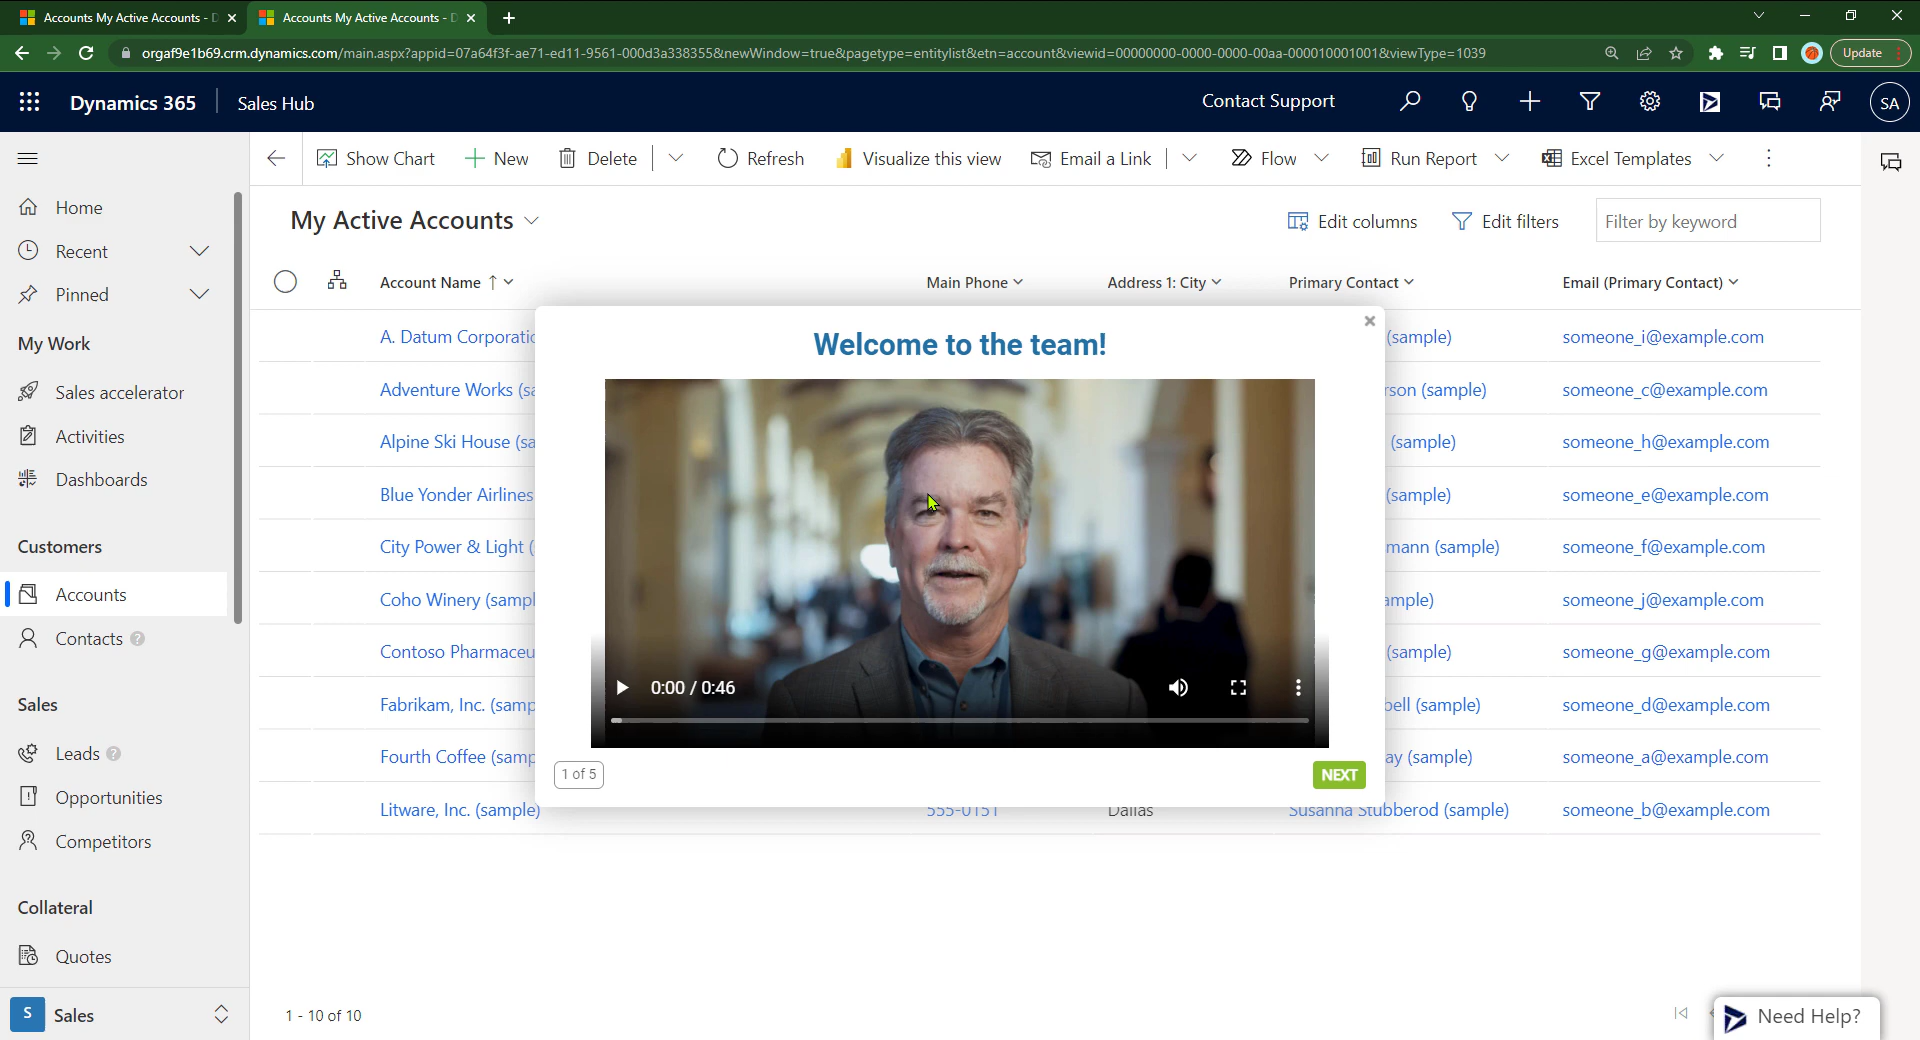 Accounts My Active Accounts - D
Accounts My Active Accounts - D
orgaf9e1b69.crm.dynamics.com/main.aspx?appid=07a64f3f-ae71-ed11-9561-000d3a338355&newWindow=true&pagetype=entitylist&etn=account&viewid=00000000-0000-0000-00aa-000010001001&viewType=1039
Update
Dynamics 365
Sales Hub
Contact Support
SA
Show Chart
New
Delete
Refresh
Visualize this view
Email a Link
Flow
Run Report
Excel Templates
Home
Recent
Pinned
My Work
Sales accelerator
Activities
Dashboards
Customers
Accounts
Contacts
Sales
Leads
Opportunities
Competitors
Collateral
Quotes
S Sales
My Active Accounts
Edit columns
Edit filters
Filter by keyword
Account Name
Main Phone
Address 1: City
Primary Contact
Email (Primary Contact)
A. Datum Corporatio
(sample)
someone_i@example.com
Adventure Works (sa
rson (sample)
someone_c@example.com
Alpine Ski House (sa
(sample)
someone_h@example.com
Blue Yonder Airlines
(sample)
someone_e@example.com
City Power & Light (
mann (sample)
someone_f@example.com
Coho Winery (sampl
ample)
someone_j@example.com
Contoso Pharmaceu
(sample)
someone_g@example.com
Fabrikam, Inc. (samp
bell (sample)
someone_d@example.com
Fourth Coffee (samp
ay (sample)
someone_a@example.com
Litware, Inc. (sample)
555-0151
Dallas
Susanna Stubberod (sample)
someone_b@example.com
Welcome to the team!
0:00 / 0:46
1 of 5
NEXT
1 - 10 of 10
Need Help?